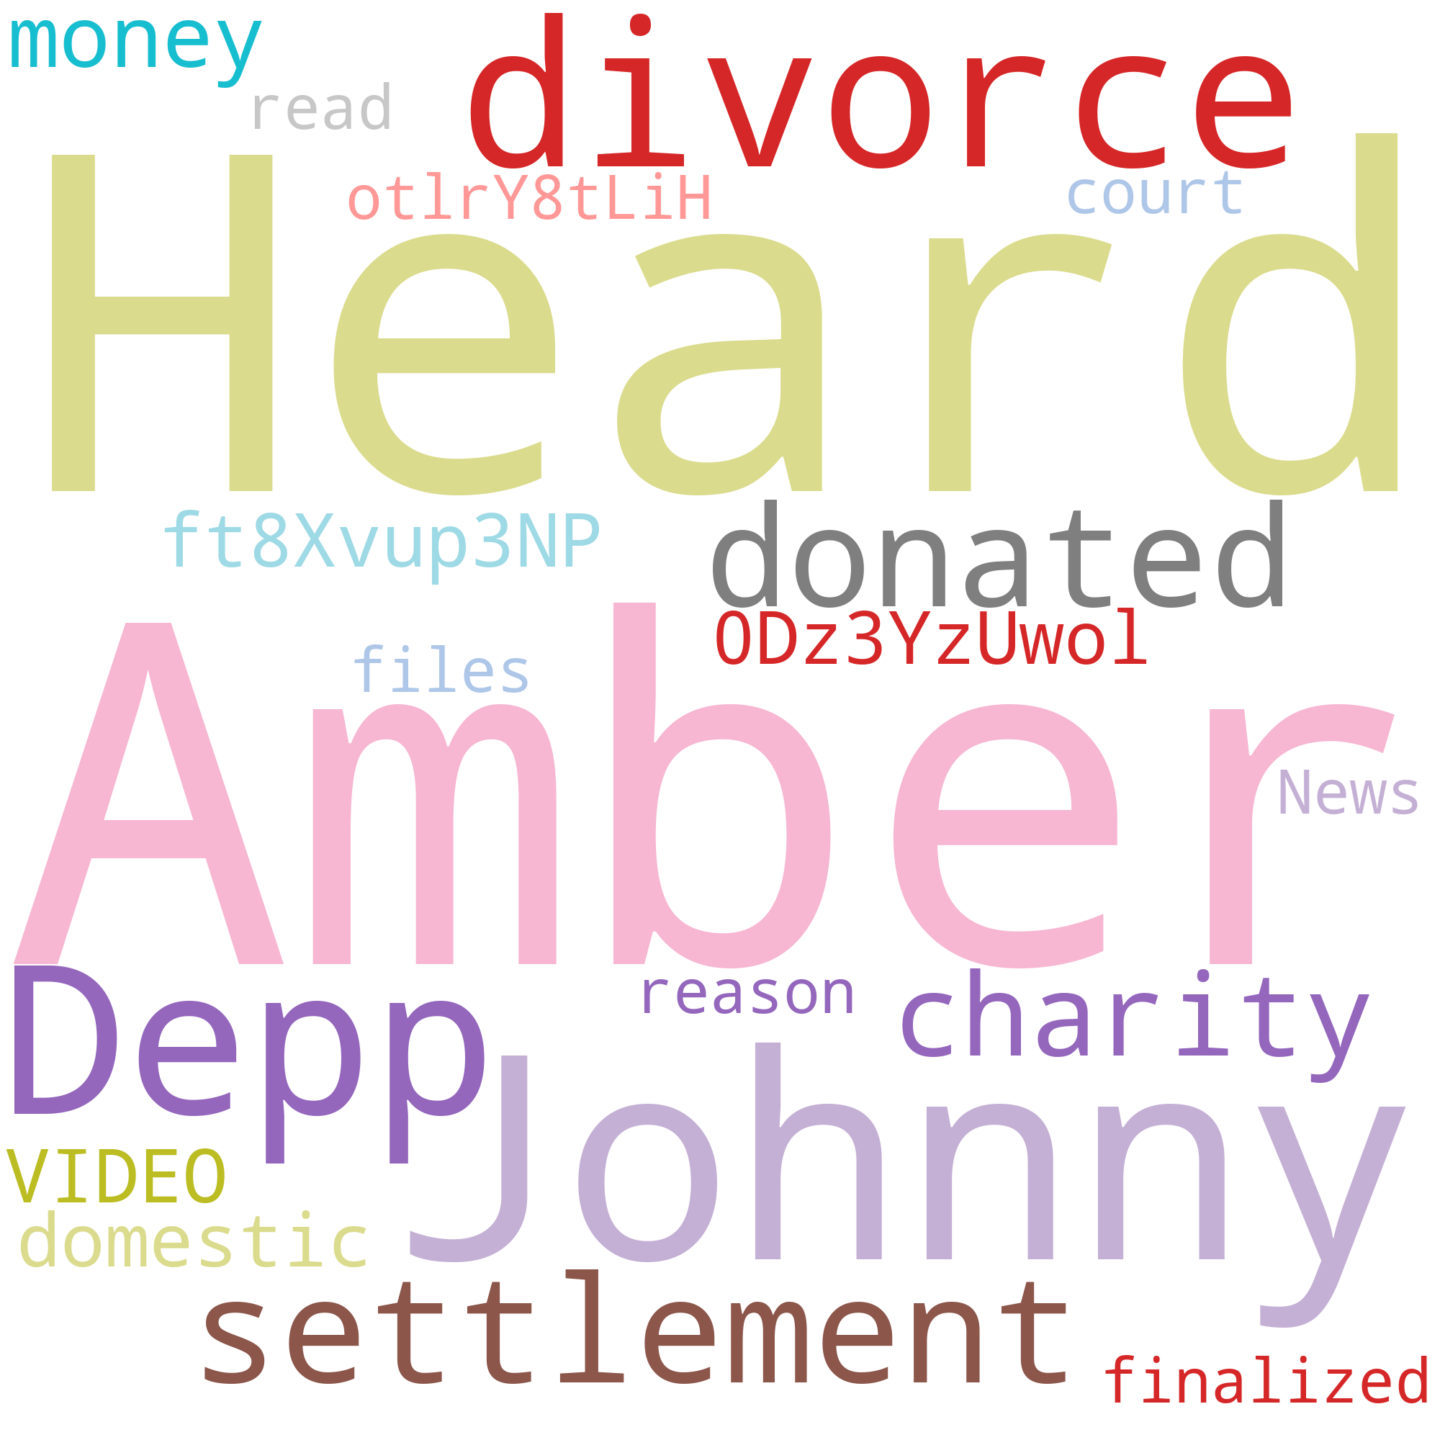 money
divorce
read
otlrY8tLiH
court
Heard
ft8Xvup3NP
donated
0Dz3YzUwol
files
Amber
News
Depp
reason
charity
Johnny
VIDEO
domestic
settlement
finalized